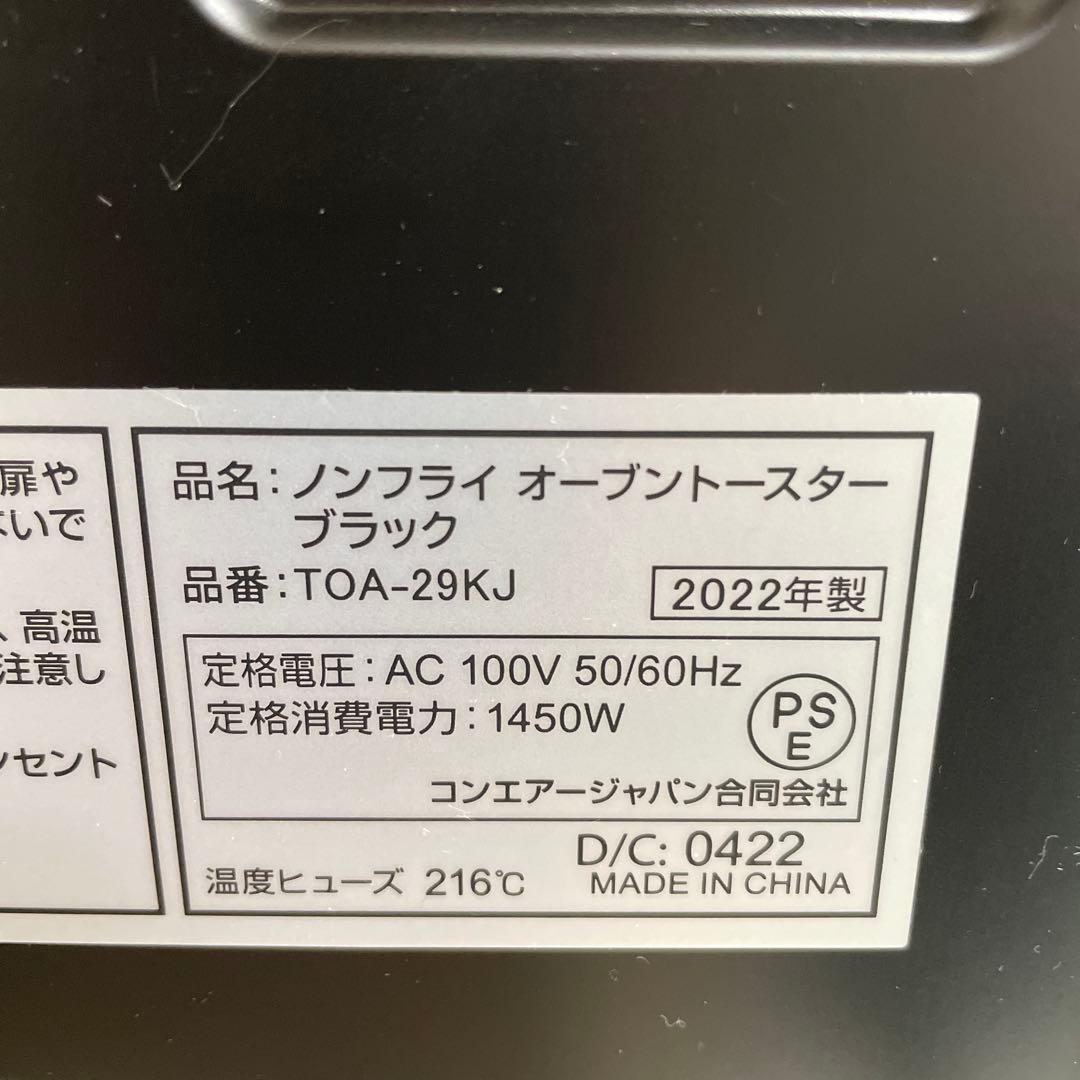 扉や
いで
、高温
注意し
ンセント
品名:ノンフライ オーブントースター
ブラック
品番:TOA-29KJ
2022年製
定格電圧:AC 100V 50/60Hz
定格消費電力:1450W
PS
E
コンエアージャパン合同会社
D/C: 0422
温度ヒューズ 216℃
MADE IN CHINA